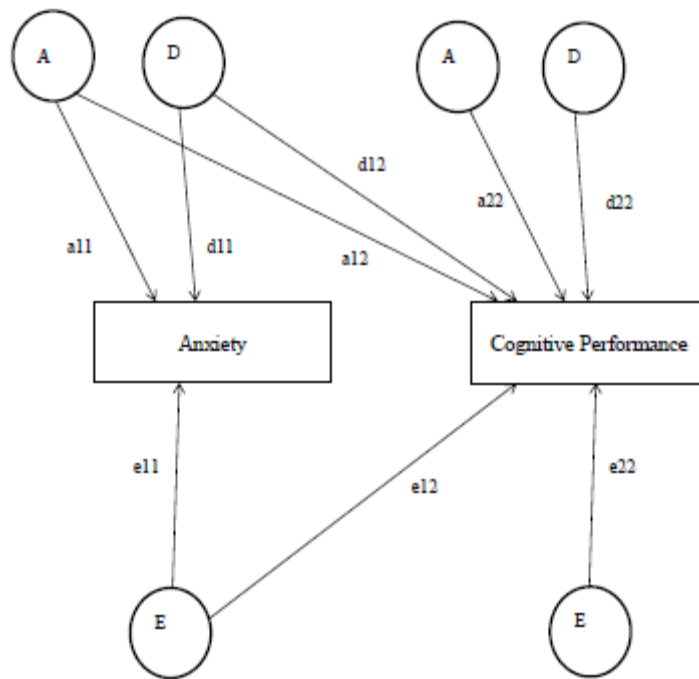 A
D
A
D
d12
a22
d22
a11
d11
a12
Anxiety
Cognitive Performance
e11
e12
e22
E
E